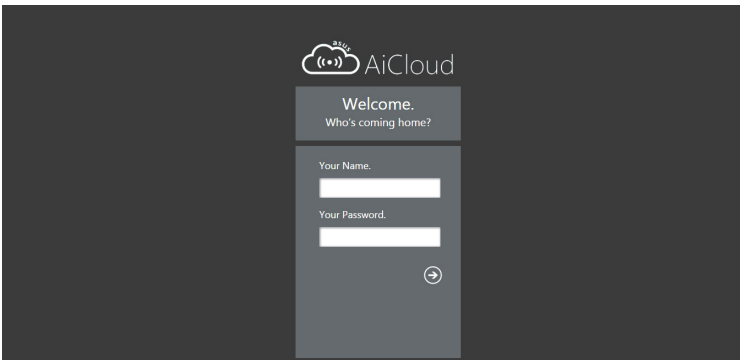 asus
AiCloud
Welcome.
Who's coming home?
Your Name.
Your Password.